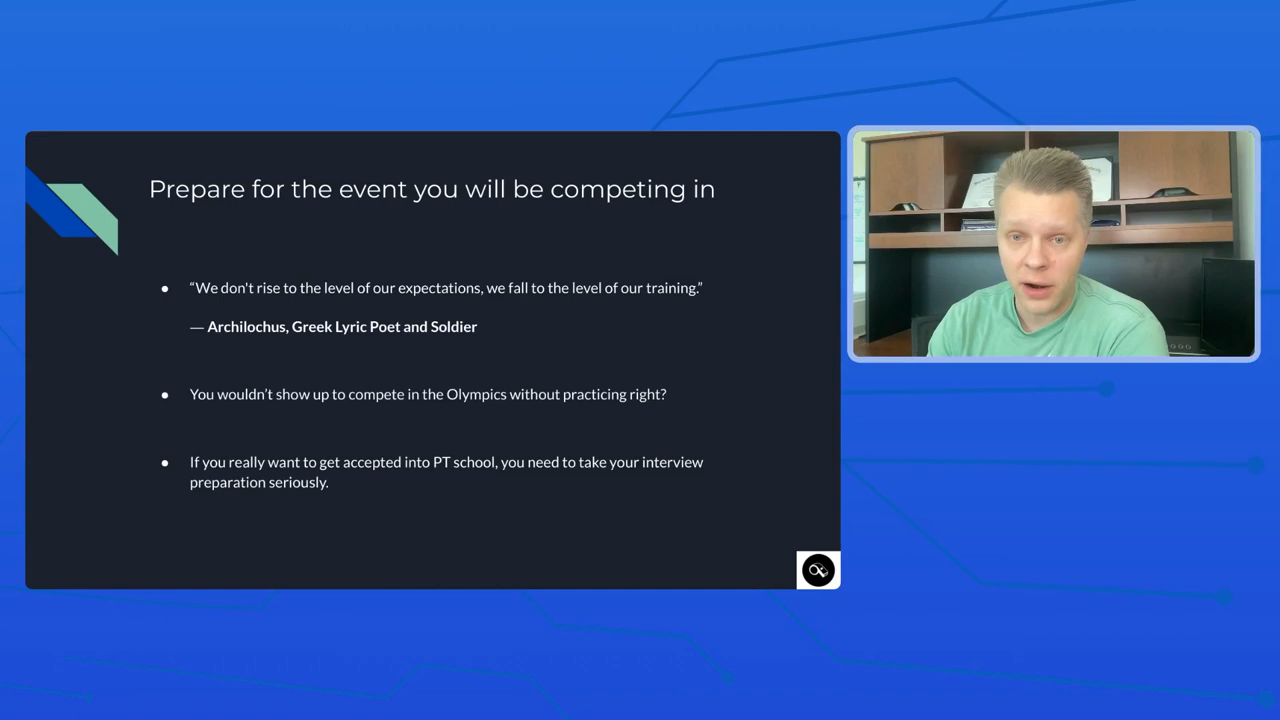 Prepare for the event you will be competing in
● “We don't rise to the level of our expectations, we fall to the level of our training.”
— Archilochus, Greek Lyric Poet and Soldier
● You wouldn’t show up to compete in the Olympics without practicing right?
● If you really want to get accepted into PT school, you need to take your interview
preparation seriously.